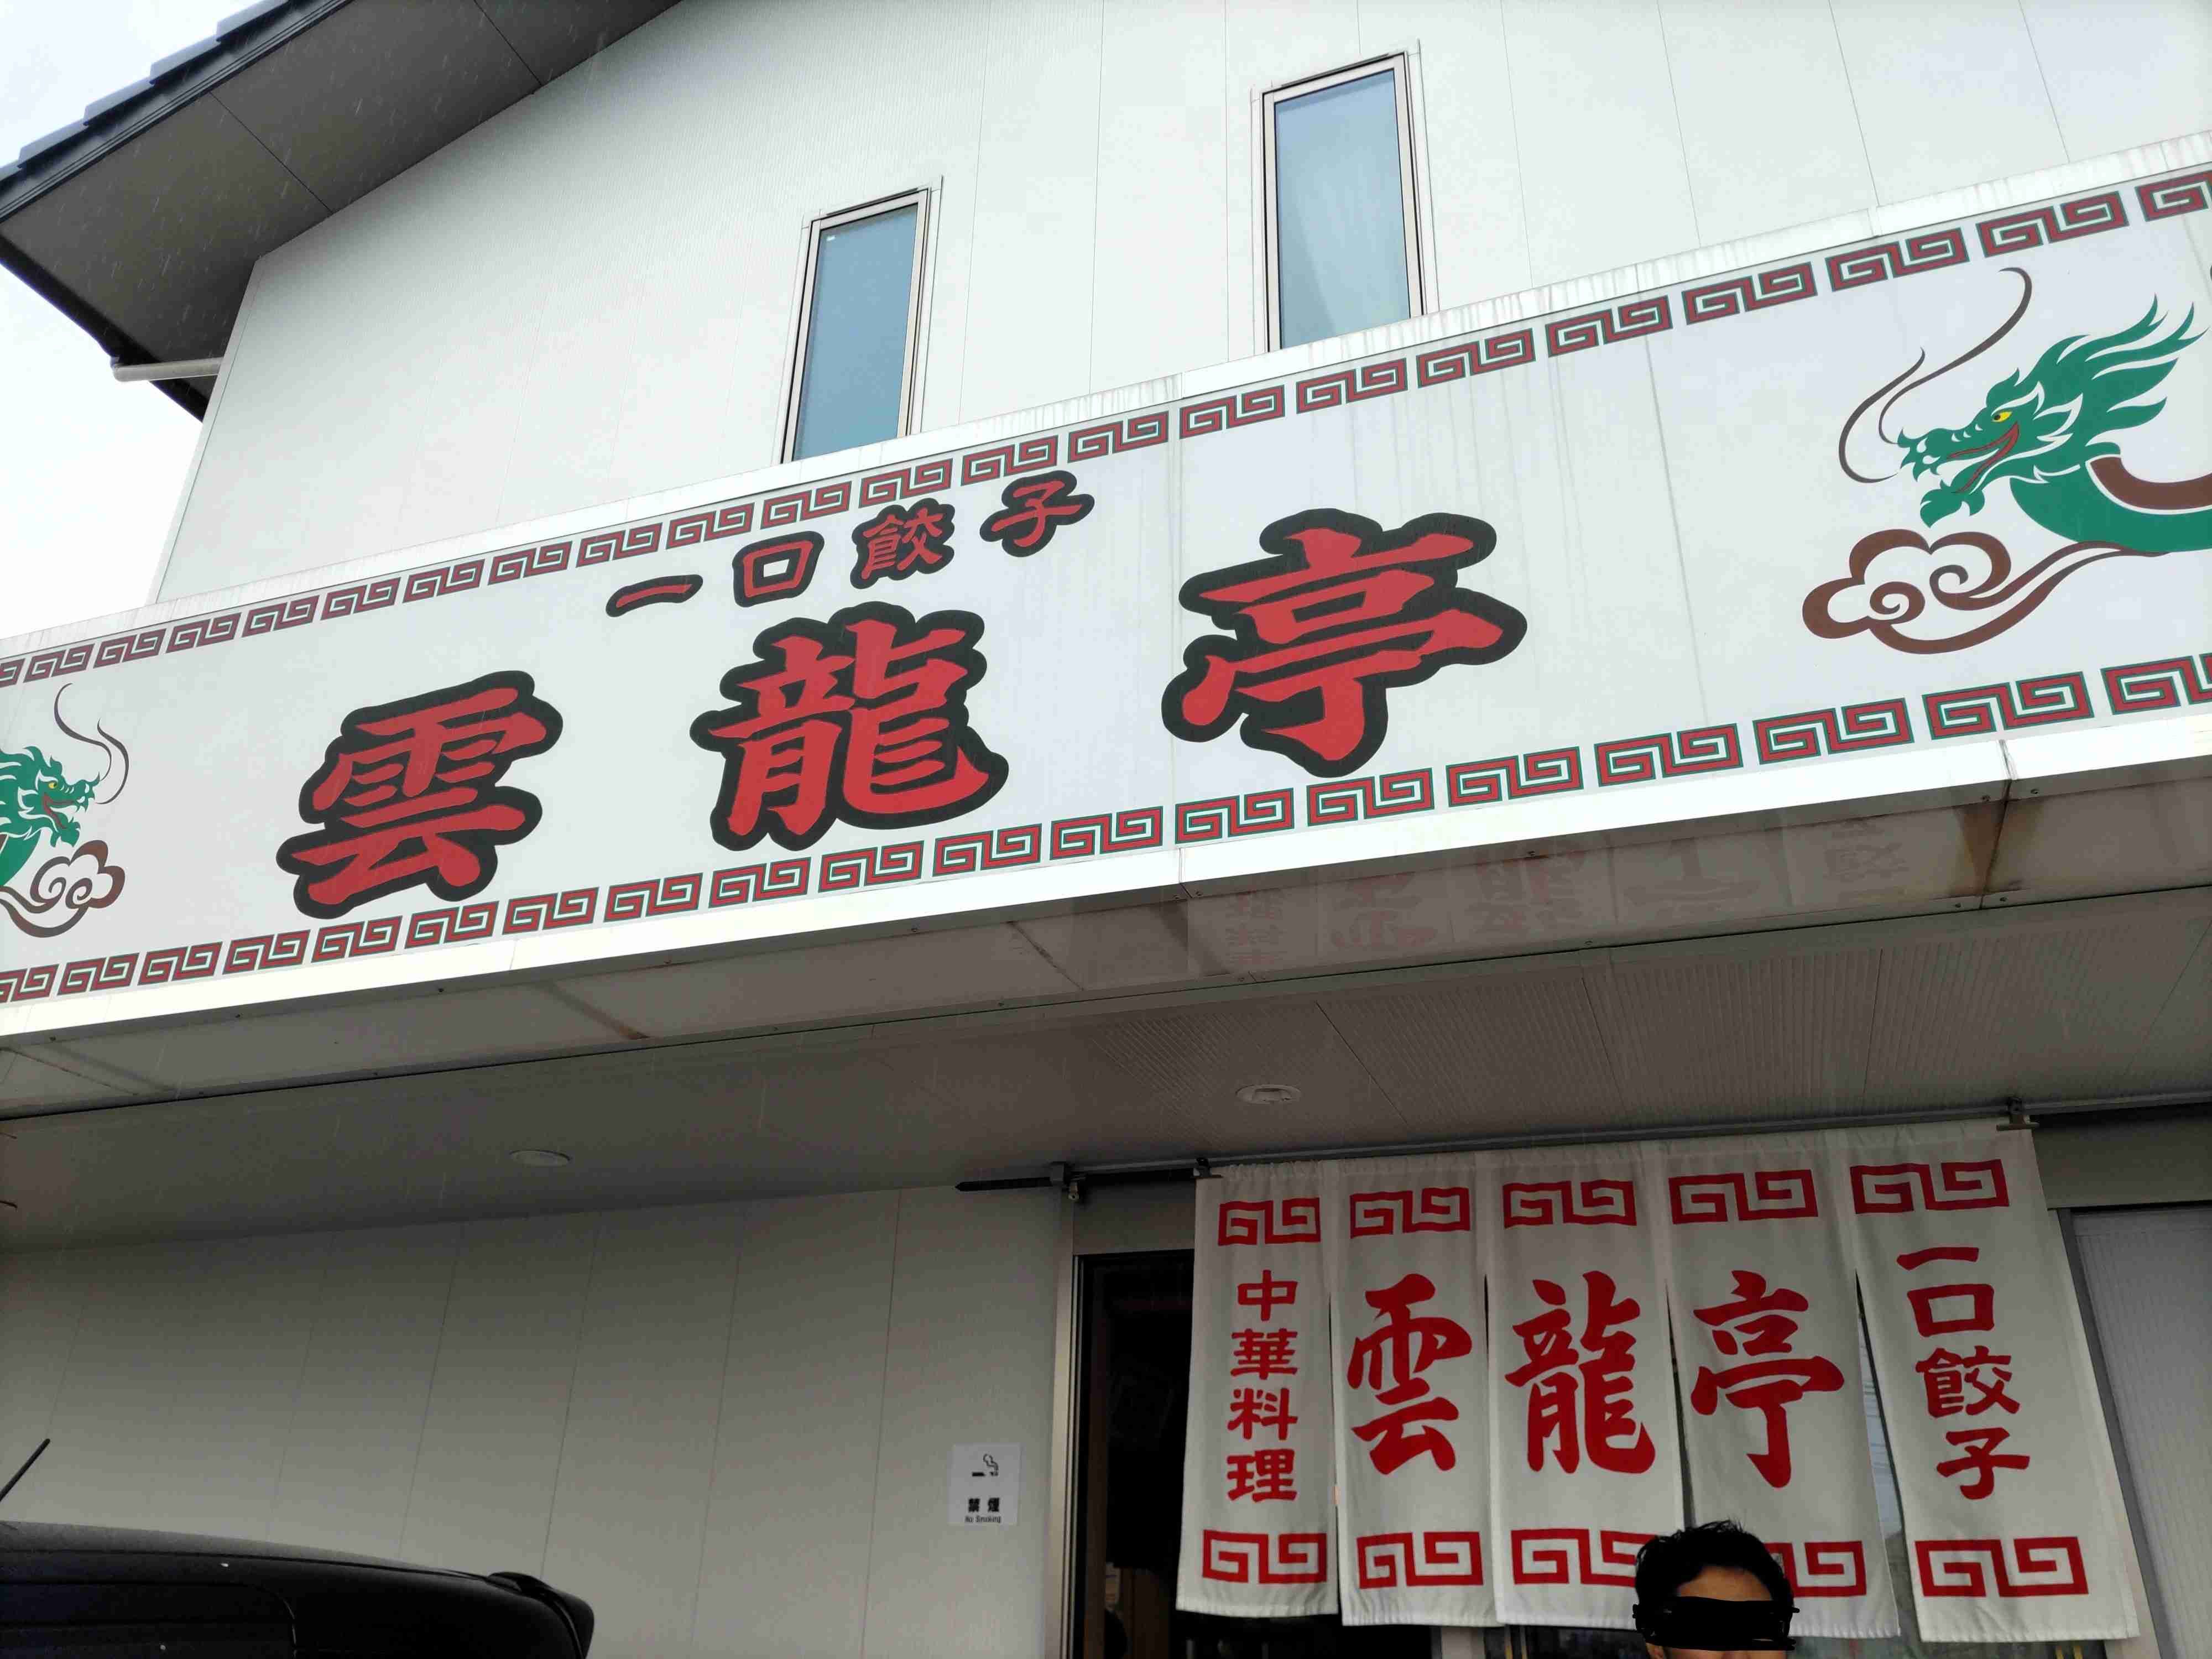 一口餃子
雲龍亭
中華料理
雲龍亭
一口餃子
禁煙
No Smoking